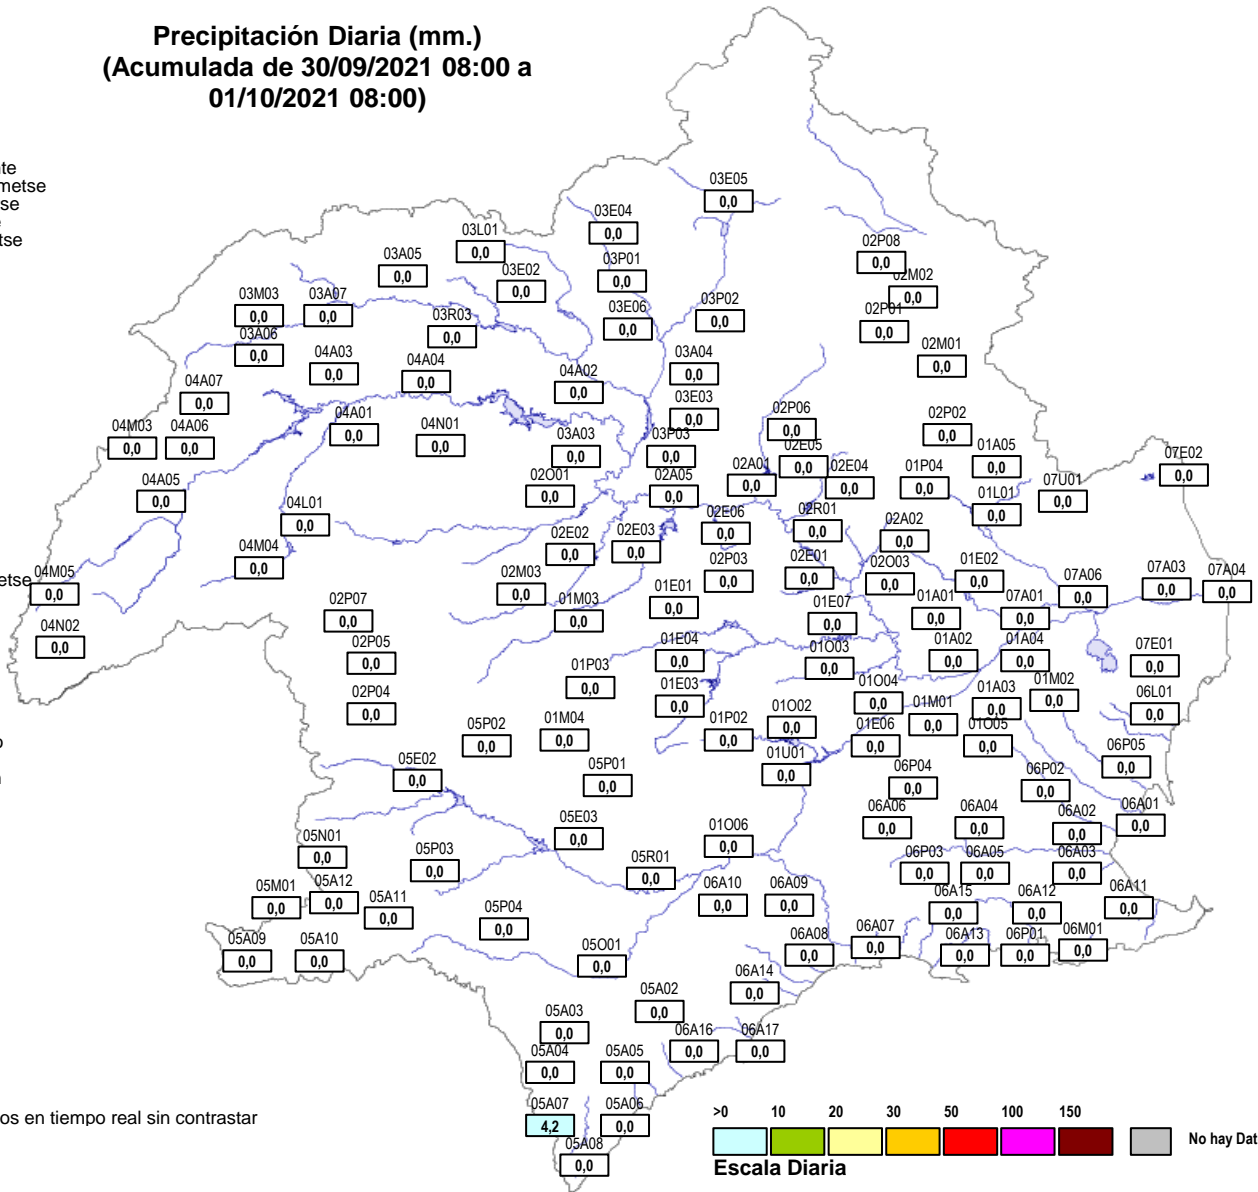 Precipitación Diaria (mm.)
(Acumulada de 30/09/2021 08:00 a
01/10/2021 08:00)
te
metse
se
tse
03E05
0,0
03E04
0,0
03L01
0,0
03A05
0,0
03P01
0,0
03E02
0,0
02P08
0,0
02M02
0,0
03M03
0,0
03A07
0,0
03E06
0,0
03P02
0,0
02P01
0,0
03R03
0,0
03A06
0,0
04A03
0,0
04A04
0,0
03A04
0,0
02M01
0,0
04A07
0,0
04A02
0,0
03E03
0,0
04M03
0,0
04A06
0,0
04A01
0,0
04N01
0,0
03A03
0,0
03P03
0,0
02P06
0,0
02P02
0,0
02E05
0,0
01A05
0,0
07E02
0,0
04A05
0,0
02O01
0,0
02A05
0,0
02A01
0,0
02E04
0,0
01P04
0,0
07U01
0,0
01L01
0,0
04L01
0,0
02E06
0,0
02R01
0,0
02A02
0,0
04M04
0,0
02E02
0,0
02E03
0,0
metse
04M05
0,0
02M03
0,0
02P03
0,0
02E01
0,0
02O03
0,0
01E02
0,0
07A06
0,0
07A03
0,0
07A04
0,0
02P07
0,0
01M03
0,0
01E01
0,0
01E07
0,0
01A01
0,0
07A01
0,0
04N02
0,0
02P05
0,0
01E04
0,0
01O03
0,0
01A02
0,0
01A04
0,0
07E01
0,0
01P03
0,0
01E03
0,0
01O04
0,0
01A03
0,0
01M02
0,0
06L01
0,0
02P04
0,0
05P02
0,0
01M04
0,0
01P02
0,0
01O02
0,0
01E06
0,0
01M01
0,0
01O05
0,0
05E02
0,0
05P01
0,0
01U01
0,0
06P04
0,0
06P02
0,0
06P05
0,0
05E03
0,0
01O06
0,0
06A06
0,0
06A04
0,0
06A02
0,0
06A01
0,0
05N01
0,0
05P03
0,0
05R01
0,0
06P03
0,0
06A05
0,0
06A03
0,0
05M01
0,0
05A12
0,0
05A11
0,0
06A10
0,0
06A09
0,0
06A15
0,0
06A12
0,0
06A11
0,0
05P04
0,0
05A09
0,0
05A10
0,0
05O01
0,0
06A08
0,0
06A07
0,0
06A13
0,0
06P01
0,0
06M01
0,0
06A14
0,0
05A02
0,0
05A03
0,0
06A16
0,0
06A17
0,0
05A04
0,0
05A05
0,0
05A07
4,2
05A06
0,0
05A08
0,0
os en tiempo real sin contrastar
>0 10 20 30 50 100 150
No hay Dat
Escala Diaria